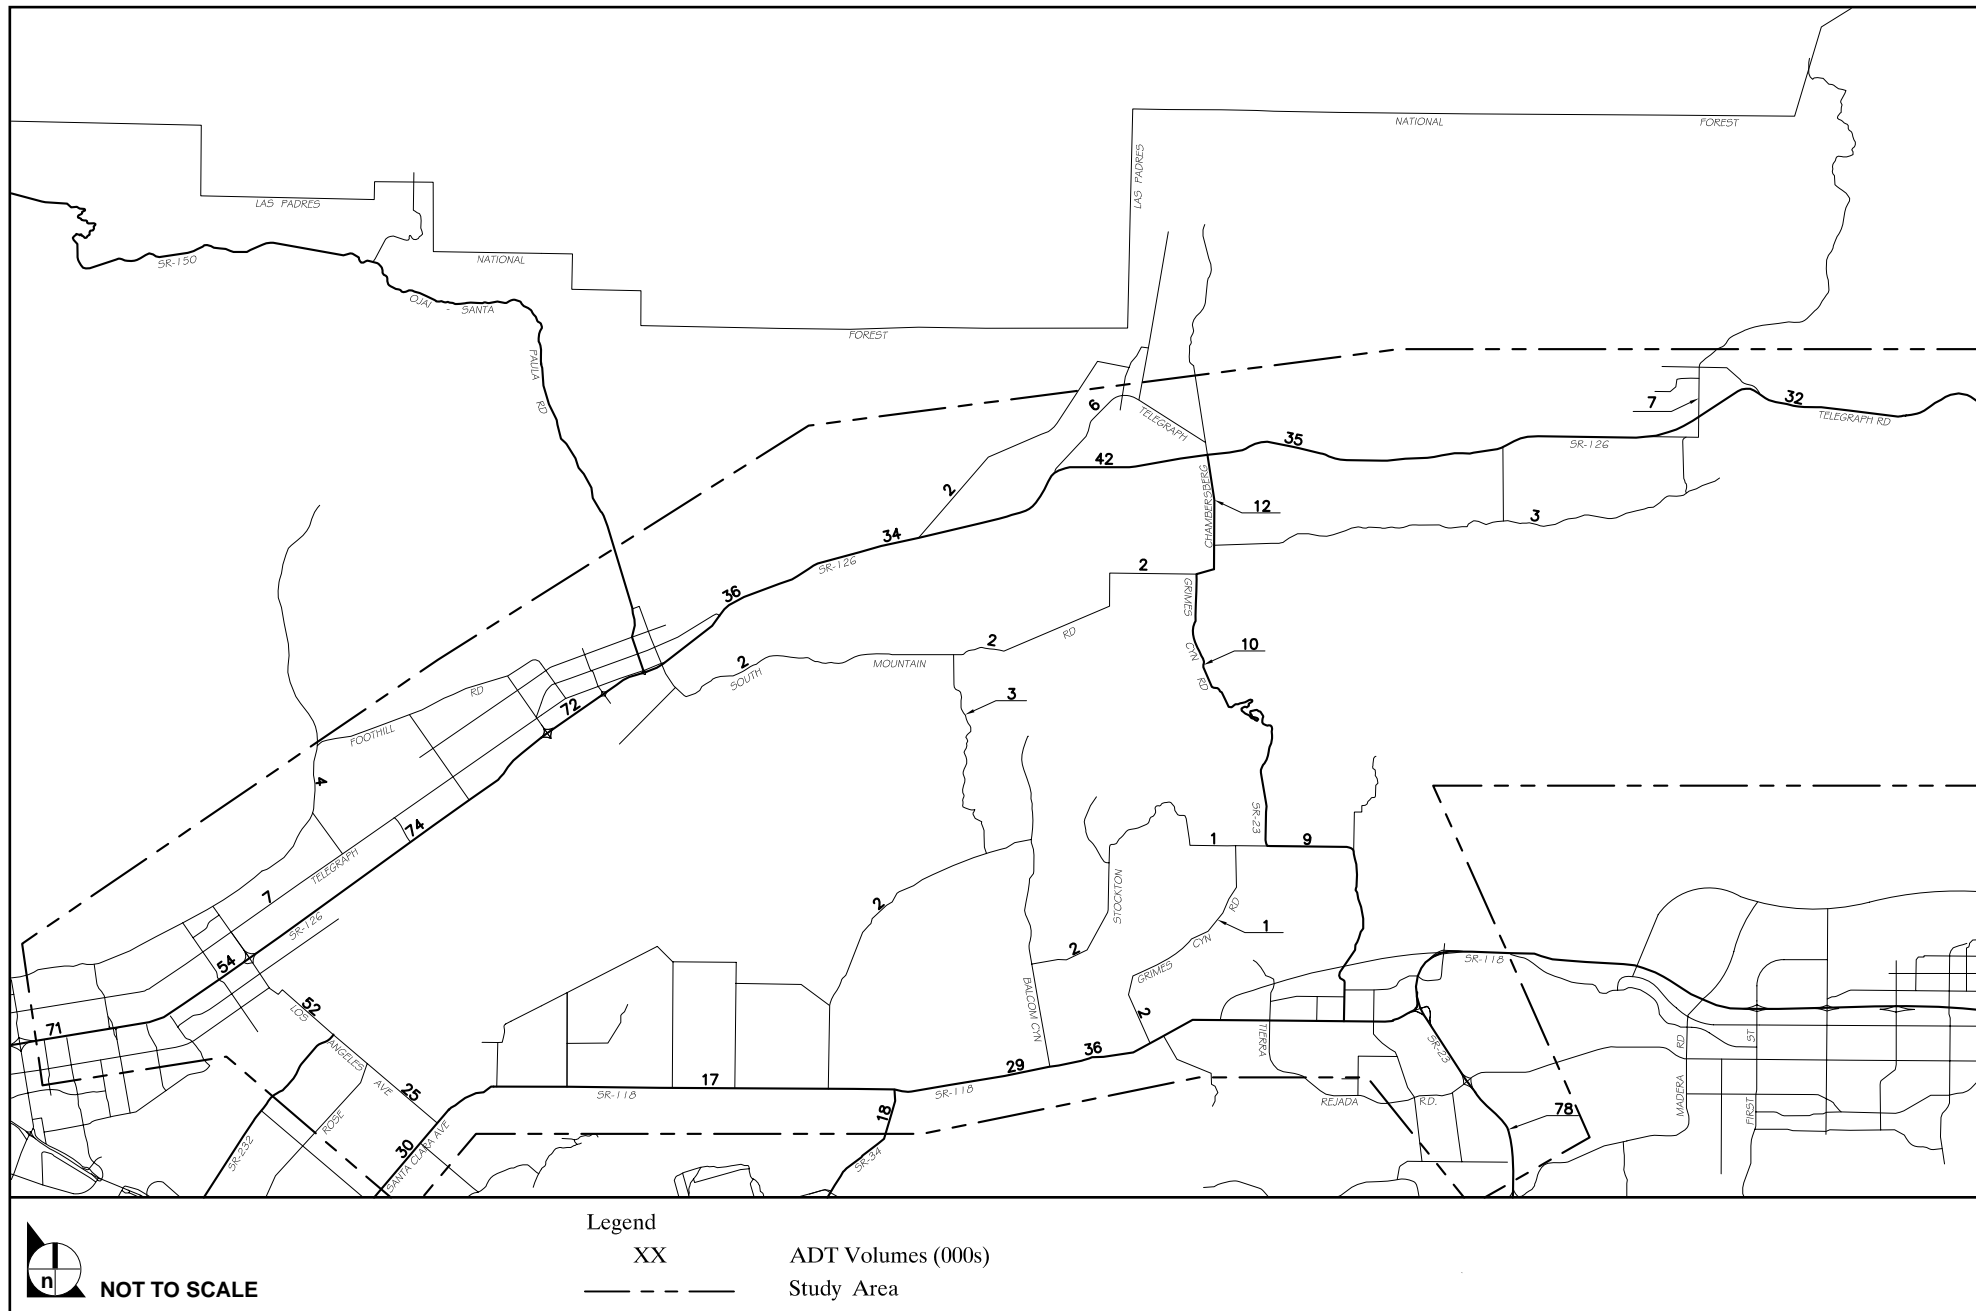 NATIONAL
FOREST
LAS PADRES
LAS PADRES
SR-150
NATIONAL
OJAI - SANTA
FOREST
PAULA RD
6
TELEGRAPH
7
32
TELEGRAPH RD
42
35
SR-126
2
CHAMBERSBERG
12
3
34
SR-126
2
36
GRIMES CYN RD
RD
2
10
2
SOUTH
MOUNTAIN
RD
3
72
FOOTHILL
4
74
SR-23
1
9
TELEGRAPH
7
2
STOCKTON
RD
SR-126
1
2
CYN
54
GRIMES
SR-118
BALCOM CYN
52
LOS
2
71
TIERRA
36
SR-23
RD
ST
ANGELES
29
17
AVE
25
SR-118
SR-118
REJADA
RD.
MADERA
FIRST
78
ROSE
18
30
SANTA CLARA AVE
SR-232
SR-34
Legend
XX
ADT Volumes (000s)
Study Area
n
NOT TO SCALE